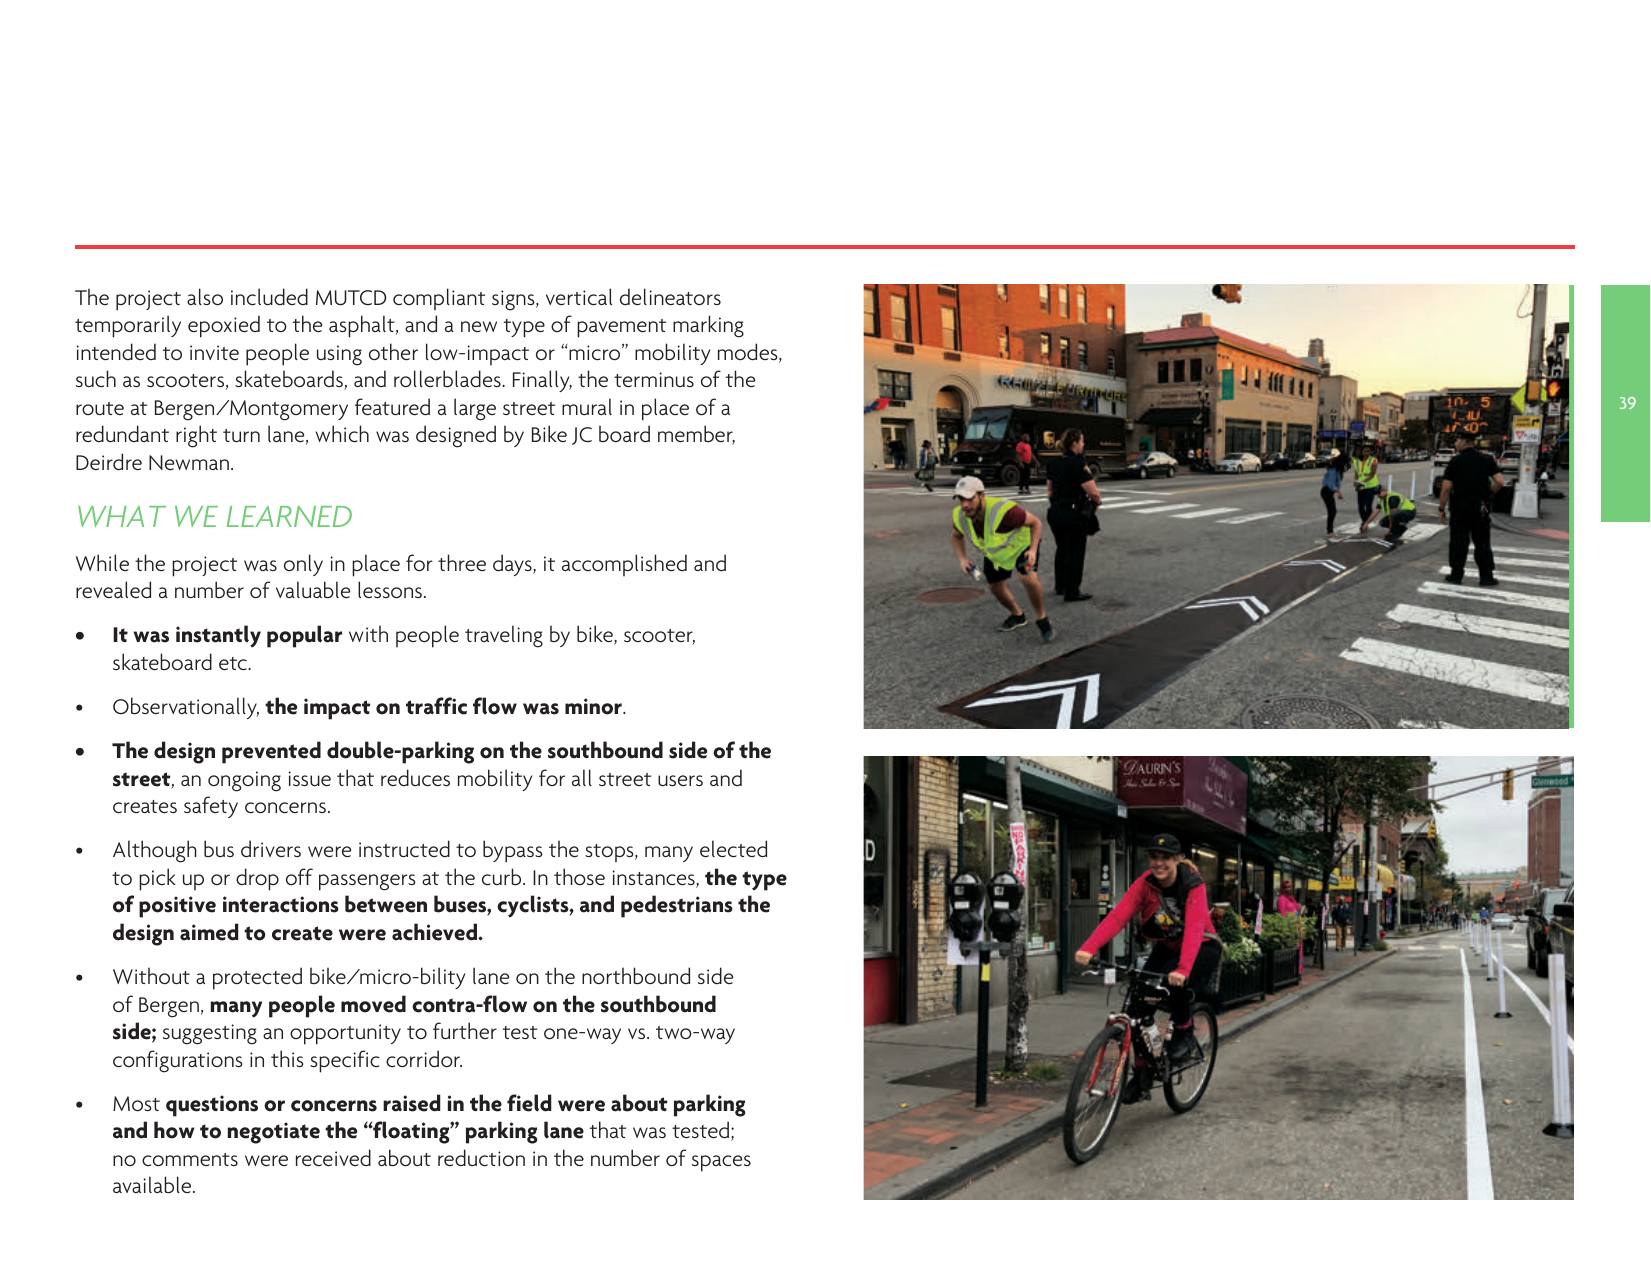 The project also included MUTCD compliant signs, vertical delineators
temporarily epoxied to the asphalt, and a new type of pavement marking
intended to invite people using other low-impact or “micro” mobility modes,
such as scooters, skateboards, and rollerblades. Finally, the terminus of the
route at Bergen/Montgomery featured a large street mural in place of a
redundant right turn lane, which was designed by Bike JC board member,
Deirdre Newman.
WHAT WE LEARNED
While the project was only in place for three days, it accomplished and
revealed a number of valuable lessons.
• It was instantly popular with people traveling by bike, scooter,
skateboard etc.
• Observationally, the impact on traffic flow was minor.
• The design prevented double-parking on the southbound side of the
street, an ongoing issue that reduces mobility for all street users and
creates safety concerns.
• Although bus drivers were instructed to bypass the stops, many elected
to pick up or drop off passengers at the curb. In those instances, the type
of positive interactions between buses, cyclists, and pedestrians the
design aimed to create were achieved.
• Without a protected bike/micro-bility lane on the northbound side
of Bergen, many people moved contra-flow on the southbound
side; suggesting an opportunity to further test one-way vs. two-way
configurations in this specific corridor.
• Most questions or concerns raised in the field were about parking
and how to negotiate the “floating” parking lane that was tested;
no comments were received about reduction in the number of spaces
available.
39
DAURIN'S
Hair Salon & Spa
Glenwood